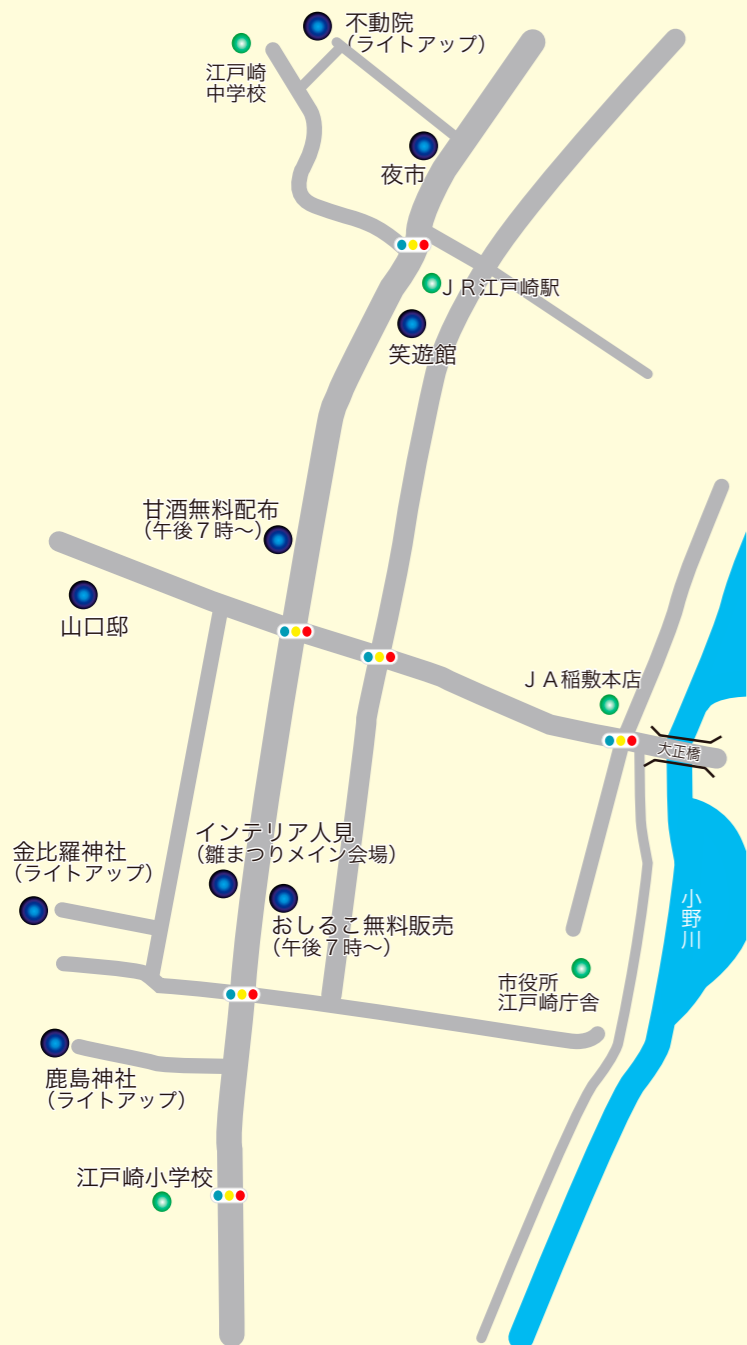 不動院
(ライトアップ)
江戸崎
中学校
夜市
ＪＲ江戸崎駅
笑遊館
甘酒無料配布
(午後７時〜)
山口邸
ＪＡ稲敷本店
大正橋
インテリア人見
(雛まつりメイン会場)
金比羅神社
(ライトアップ)
おしるこ無料販売
(午後７時〜)
小野川
市役所
江戸崎庁舎
鹿島神社
(ライトアップ)
江戸崎小学校